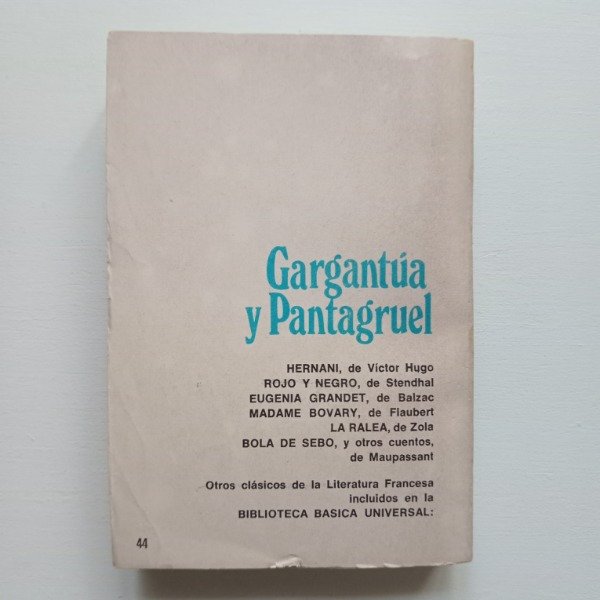 Gargantúa
y Pantagruel
HERNANI, de Víctor Hugo
ROJO Y NEGRO, de Stendhal
EUGENIA GRANDET, de Balzac
MADAME BOVARY, de Flaubert
LA RALEA, de Zola
BOLA DE SEBO, y otros cuentos,
de Maupassant
Otros clásicos de la Literatura Francesa
incluidos en la
BIBLIOTECA BASICA UNIVERSAL:
44